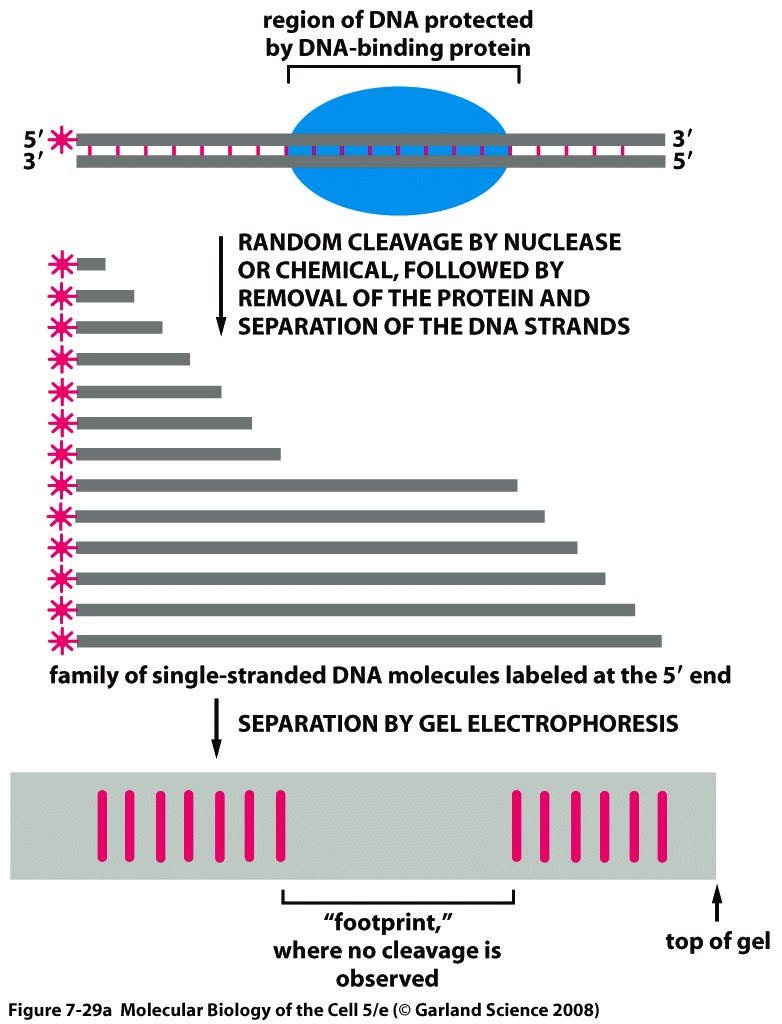 region of DNA protected
by DNA-binding protein
5′ 3′
3′ 5′
RANDOM CLEAVAGE BY NUCLEASE
OR CHEMICAL, FOLLOWED BY
REMOVAL OF THE PROTEIN AND
SEPARATION OF THE DNA STRANDS
family of single-stranded DNA molecules labeled at the 5′ end
SEPARATION BY GEL ELECTROPHORESIS
“footprint,”
where no cleavage is
observed
top of gel
Figure 7-29a Molecular Biology of the Cell 5/e (© Garland Science 2008)